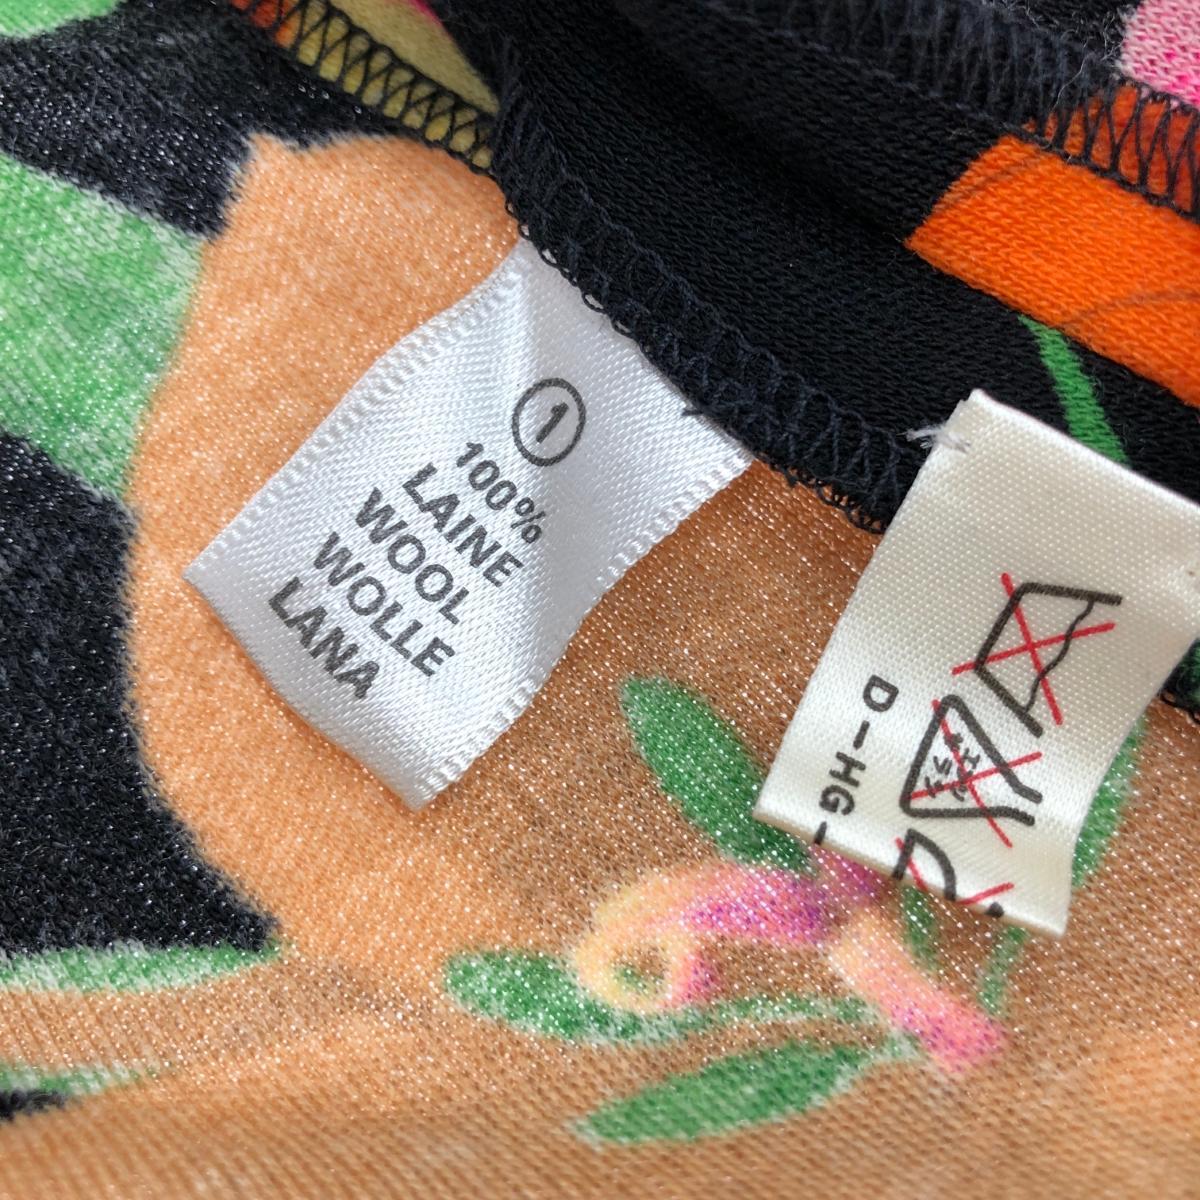 1
100%
LAINE
WOOL
WOLLE
LANA
D-HG-